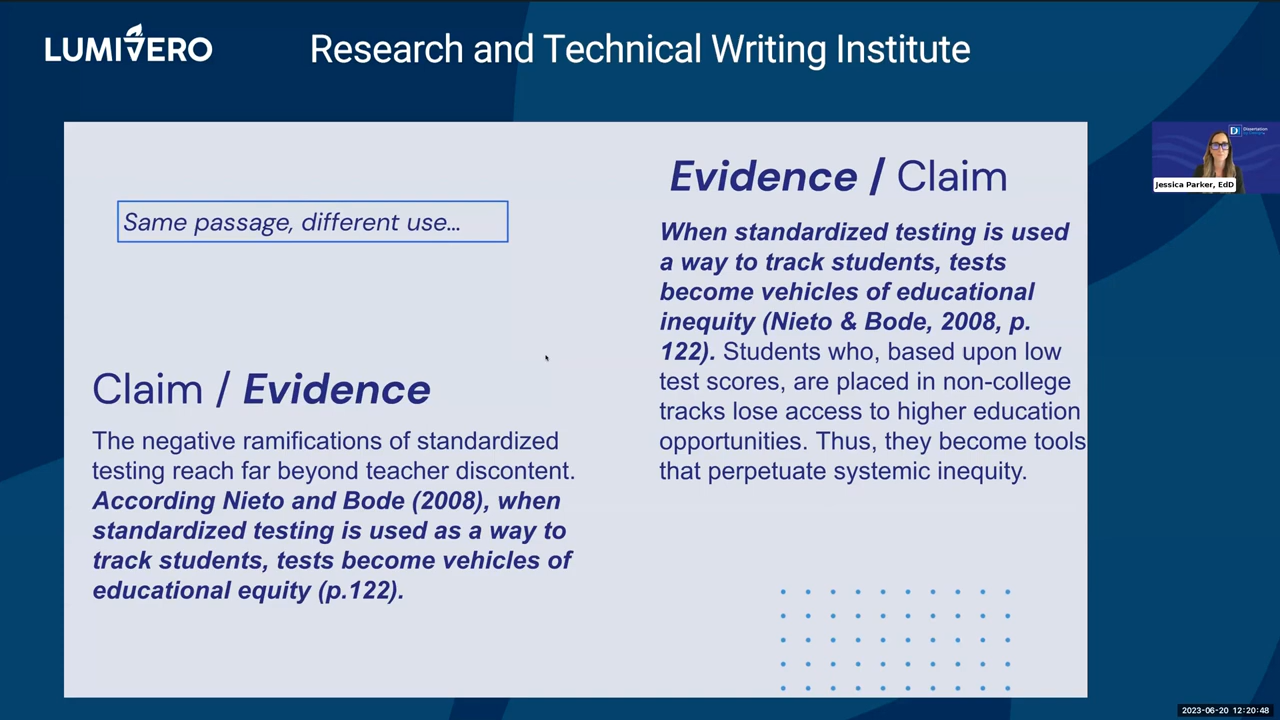 LUMIVERO
Research and Technical Writing Institute
Same passage, different use...
Claim / Evidence
The negative ramifications of standardized
testing reach far beyond teacher discontent.
According Nieto and Bode (2008), when
standardized testing is used as a way to
track students, tests become vehicles of
educational equity (p.122).
Evidence / Claim
When standardized testing is used
a way to track students, tests
become vehicles of educational
inequity (Nieto & Bode, 2008, p.
122). Students who, based upon low
test scores, are placed in non-college
tracks lose access to higher education
opportunities. Thus, they become tools
that perpetuate systemic inequity.
Dissertation
Jessica Parker, EdD
2023-06-20 12:20:48